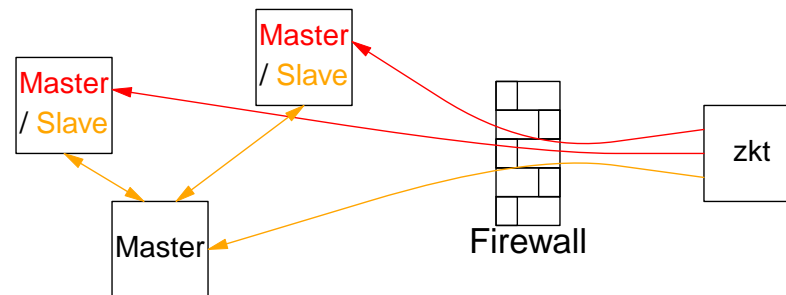 Master
/ Slave
Master
/ Slave
zkt
Master
Firewall